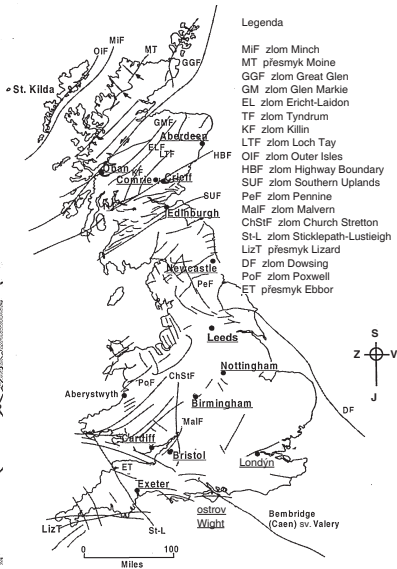 Legenda
MiF zlom Minch
MT přesmyk Moine
GGF zlom Great Glen
GM zlom Glen Markie
EL zlom Ericht-Laidon
TF zlom Tyndrum
KF zlom Killin
LTF zlom Loch Tay
OIF zlom Outer Isles
HBF zlom Highway Boundary
SUF zlom Southern Uplands
PeF zlom Pennine
MalF zlom Malvern
ChStF zlom Church Stretton
St-L zlom Sticklepath-Lustieigh
LizT přesmyk Lizard
DF zlom Dowsing
PoF zlom Poxwell
ET přesmyk Ebbor
MiF
OiF
MT
GGF
St. Kilda
GMF
Aberdeen
ELF
LTF
HBF
Oban
Comrie
Crieff
SUF
Edinburgh
Newcastle
PeF
Leeds
S
Z V
J
Nottingham
ChStF
PoF
Aberystwyth
Birmingham
DF
MalF
Cardiff
Bristol
Londýn
ET
Exeter
ostrov
Wight
Bembridge
(Caen) sv. Valery
LizT
St-L
0 100
Miles